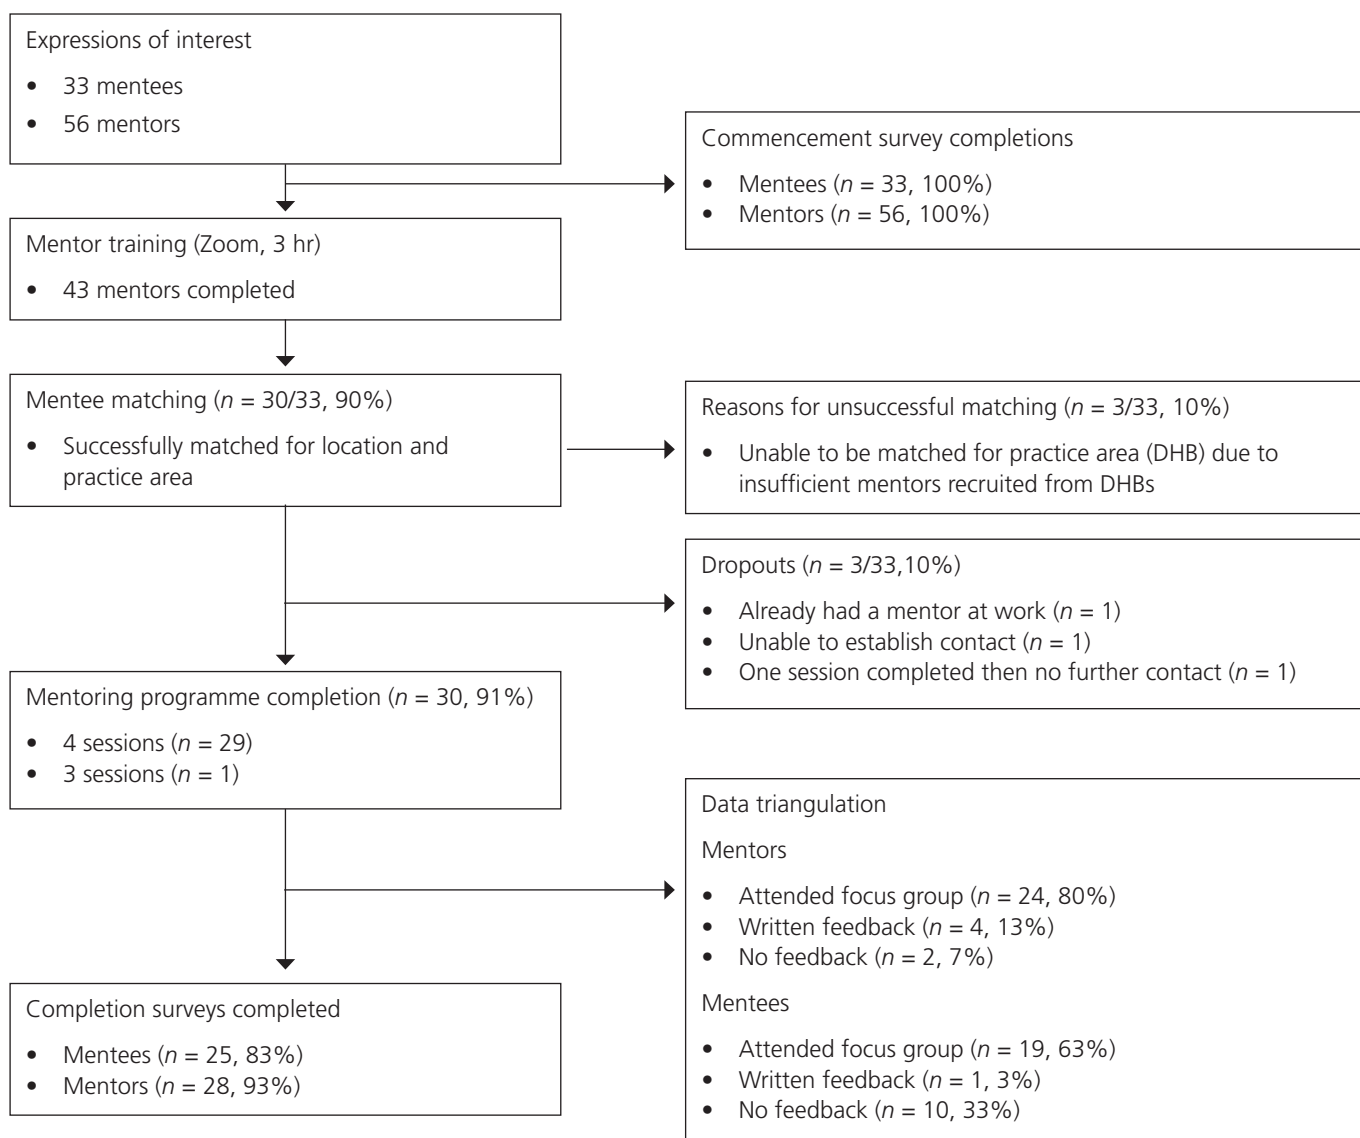 Expressions of interest
• 33 mentees
• 56 mentors
Commencement survey completions
• Mentees (n = 33, 100%)
• Mentors (n = 56, 100%)
Mentor training (Zoom, 3 hr)
• 43 mentors completed
Mentee matching (n = 30/33, 90%)
• Successfully matched for location and
practice area
Reasons for unsuccessful matching (n = 3/33, 10%)
• Unable to be matched for practice area (DHB) due to
insufficient mentors recruited from DHBs
Dropouts (n = 3/33,10%)
• Already had a mentor at work (n = 1)
• Unable to establish contact (n = 1)
• One session completed then no further contact (n = 1)
Mentoring programme completion (n = 30, 91%)
• 4 sessions (n = 29)
• 3 sessions (n = 1)
Data triangulation
Mentors
• Attended focus group (n = 24, 80%)
• Written feedback (n = 4, 13%)
• No feedback (n = 2, 7%)
Mentees
• Attended focus group (n = 19, 63%)
• Written feedback (n = 1, 3%)
• No feedback (n = 10, 33%)
Completion surveys completed
• Mentees (n = 25, 83%)
• Mentors (n = 28, 93%)